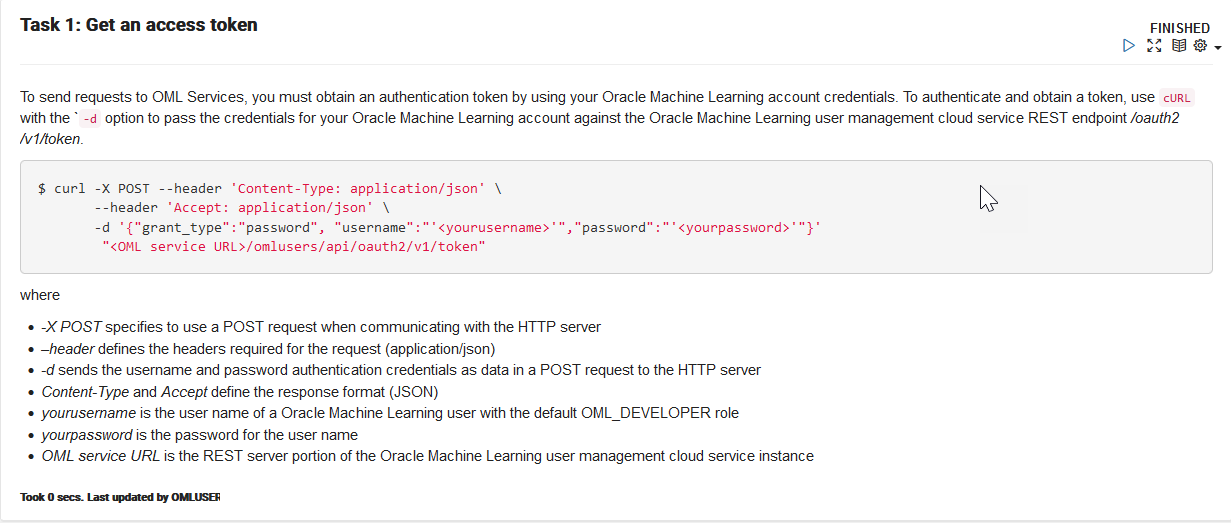 Task 1: Get an access token
FINISHED
To send requests to OML Services, you must obtain an authentication token by using your Oracle Machine Learning account credentials. To authenticate and obtain a token, use cURL
with the ` -d option to pass the credentials for your Oracle Machine Learning account against the Oracle Machine Learning user management cloud service REST endpoint /oauth2
/v1/token.
$ curl -X POST --header 'Content-Type: application/json' \
--header 'Accept: application/json' \
-d '{"grant_type":"password", "username":"'<yourusername>'","password":"'<yourpassword>'"}'
"<OML service URL>/omlusers/api/oauth2/v1/token"
where
• -X POST specifies to use a POST request when communicating with the HTTP server
• –header defines the headers required for the request (application/json)
• -d sends the username and password authentication credentials as data in a POST request to the HTTP server
• Content-Type and Accept define the response format (JSON)
• yourusername is the user name of a Oracle Machine Learning user with the default OML_DEVELOPER role
• yourpassword is the password for the user name
• OML service URL is the REST server portion of the Oracle Machine Learning user management cloud service instance
Took 0 secs. Last updated by OMLUSER